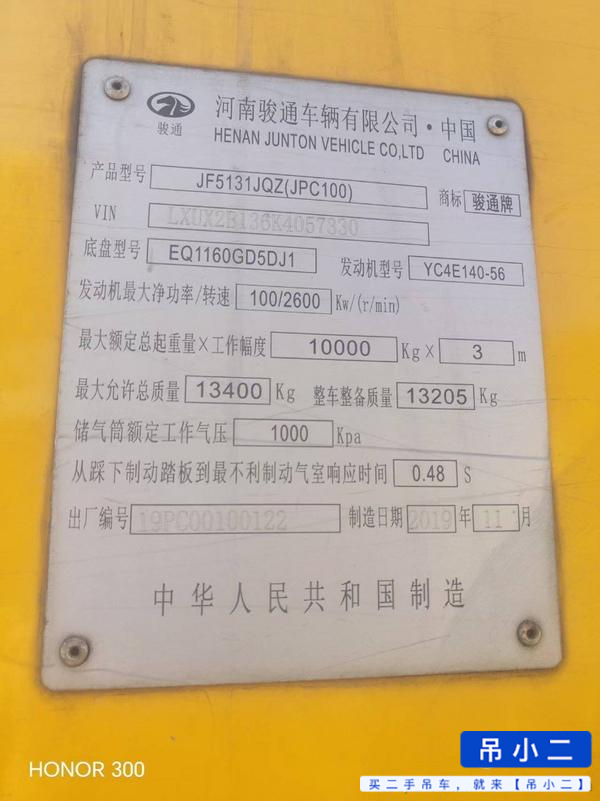 河南骏通车辆有限公司·中国
骏通 HENAN JUNTON VEHICLE CO,LTD CHINA
产品型号 JF5131JQZ(JPC100) 商标 骏通牌
VIN LXUX2B136K4057330
底盘型号 EQ1160GD5DJ1 发动机型号 YC4E140-56
发动机最大净功率/转速 100/2600 Kw/(r/min)
最大额定总起重量×工作幅度 10000 Kg × 3 m
最大允许总质量 13400 Kg 整车整备质量 13205 Kg
储气筒额定工作气压 1000 Kpa
从踩下制动踏板到最不利制动气室响应时间 0.48 S
出厂编号 19PC00100122 制造日期 2019 年 11 月
中华人民共和国制造
HONOR 300
吊小二
买二手吊车，就来【吊小二】